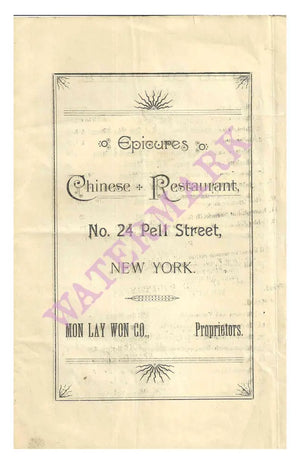 Epicures
Chinese + Restaurant,
No. 24 Pell Street,
NEW YORK.
MON LAY WON CO., Proprietors.
WATERMARK